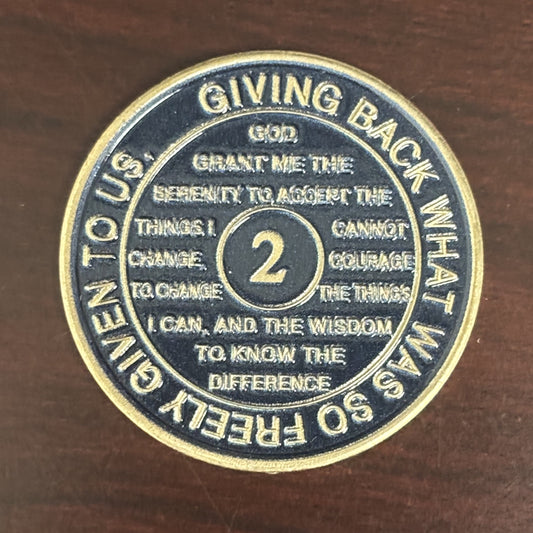 GIVING BACK WHAT WAS SO FREELY GIVEN TO US.
GOD
GRANT ME THE
SERENITY TO ACCEPT THE
THINGS I CANNOT
CHANGE, COURAGE
TO CHANGE THE THINGS
I CAN, AND THE WISDOM
TO KNOW THE
DIFFERENCE
2